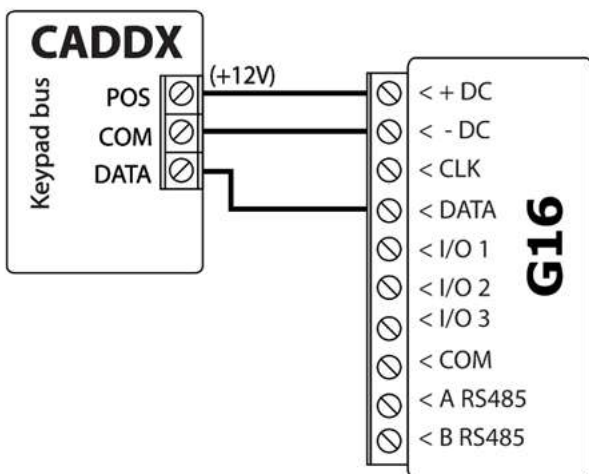 CADDX
Keypad bus
POS
COM
DATA
(+12V)
< + DC
< - DC
< CLK
< DATA
< I/O 1
< I/O 2
< I/O 3
< COM
< A RS485
< B RS485
G16